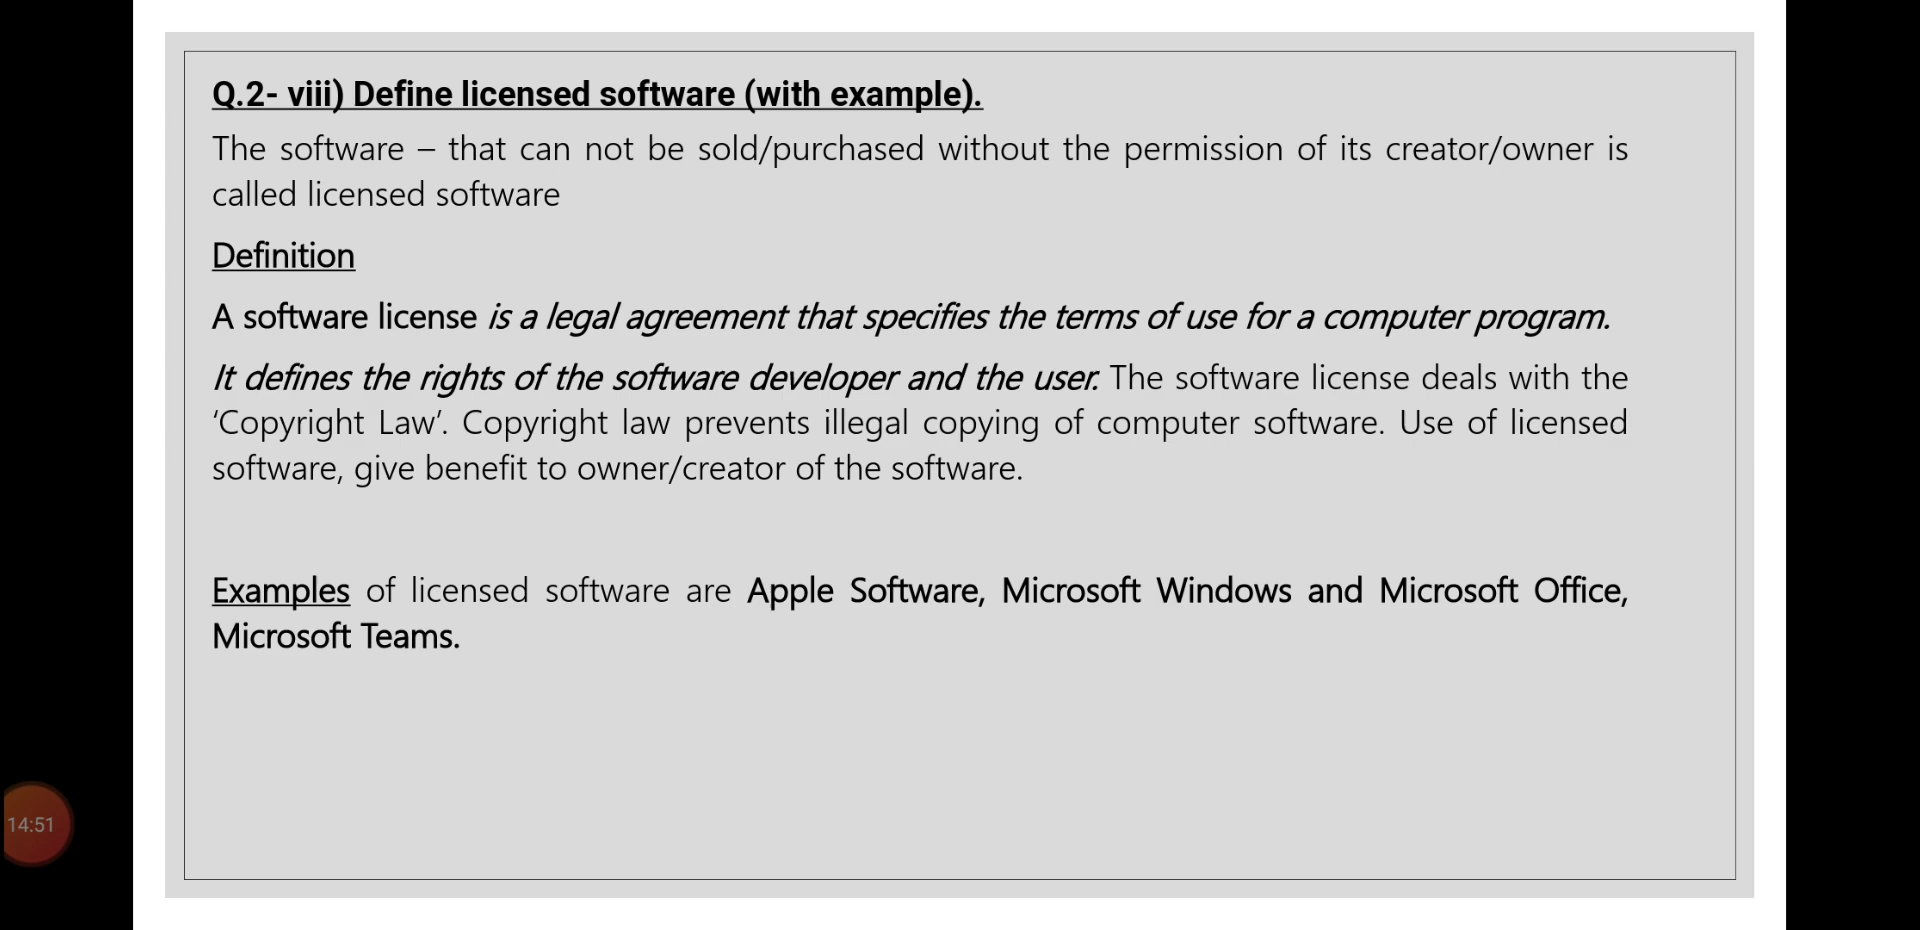 Q.2- viii) Define licensed software (with example).
The software – that can not be sold/purchased without the permission of its creator/owner is
called licensed software
Definition
A software license is a legal agreement that specifies the terms of use for a computer program.
It defines the rights of the software developer and the user. The software license deals with the
‘Copyright Law’. Copyright law prevents illegal copying of computer software. Use of licensed
software, give benefit to owner/creator of the software.
Examples of licensed software are Apple Software, Microsoft Windows and Microsoft Office,
Microsoft Teams.
14:51